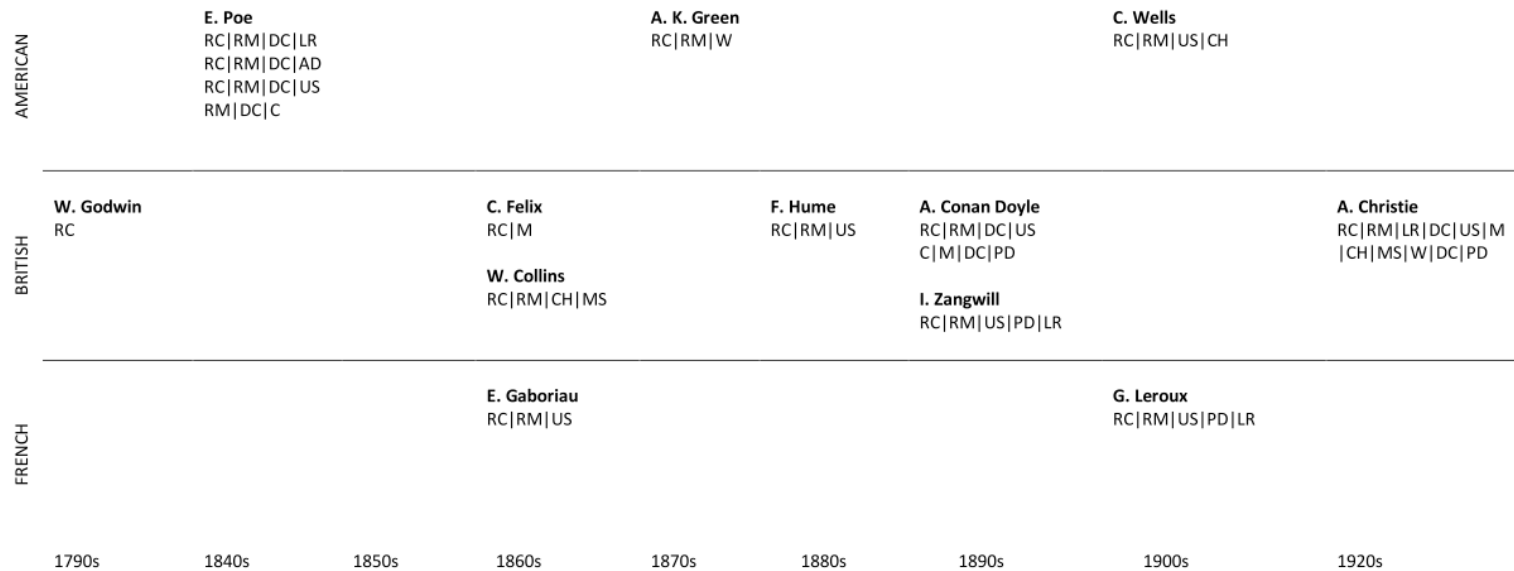 AMERICAN
E. Poe
RC|RM|DC|LR
RC|RM|DC|AD
RC|RM|DC|US
RM|DC|C
A. K. Green
RC|RM|W
C. Wells
RC|RM|US|CH
BRITISH
W. Godwin
RC
C. Felix
RC|M
W. Collins
RC|RM|CH|MS
F. Hume
RC|RM|US
A. Conan Doyle
RC|RM|DC|US
C|M|DC|PD
I. Zangwill
RC|RM|US|PD|LR
A. Christie
RC|RM|LR|DC|US|M
|CH|MS|W|DC|PD
FRENCH
E. Gaboriau
RC|RM|US
G. Leroux
RC|RM|US|PD|LR
1790s 1840s 1850s 1860s 1870s 1880s 1890s 1900s 1920s